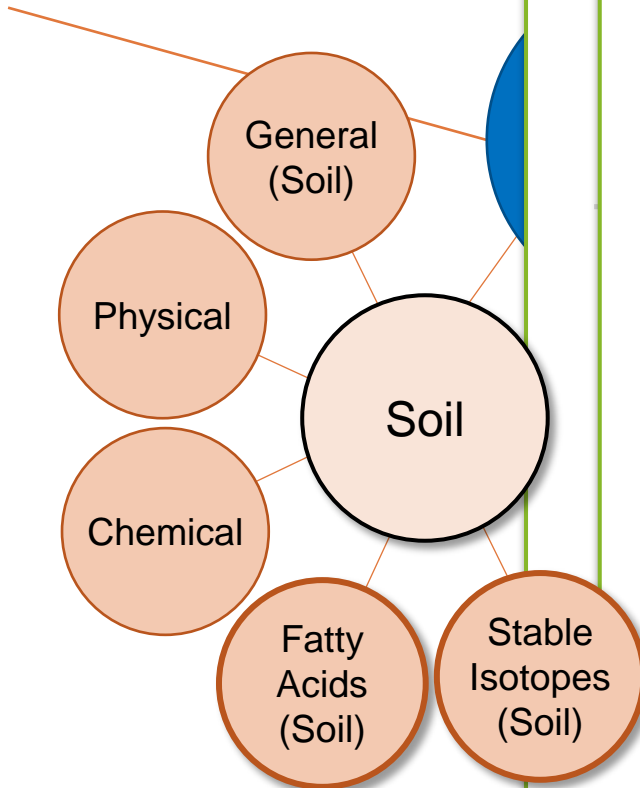 General
(Soil)
Physical
Soil
Chemical
Fatty
Acids
(Soil)
Stable
Isotopes
(Soil)